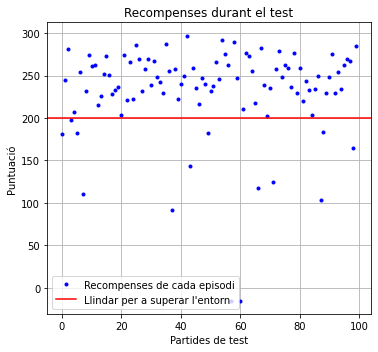 Recompenses durant el test
300
250
200
150
100
50
0
Puntuació
Recompenses de cada episodi
Llindar per a superar l'entorn
0 20 40 60 80 100
Partides de test